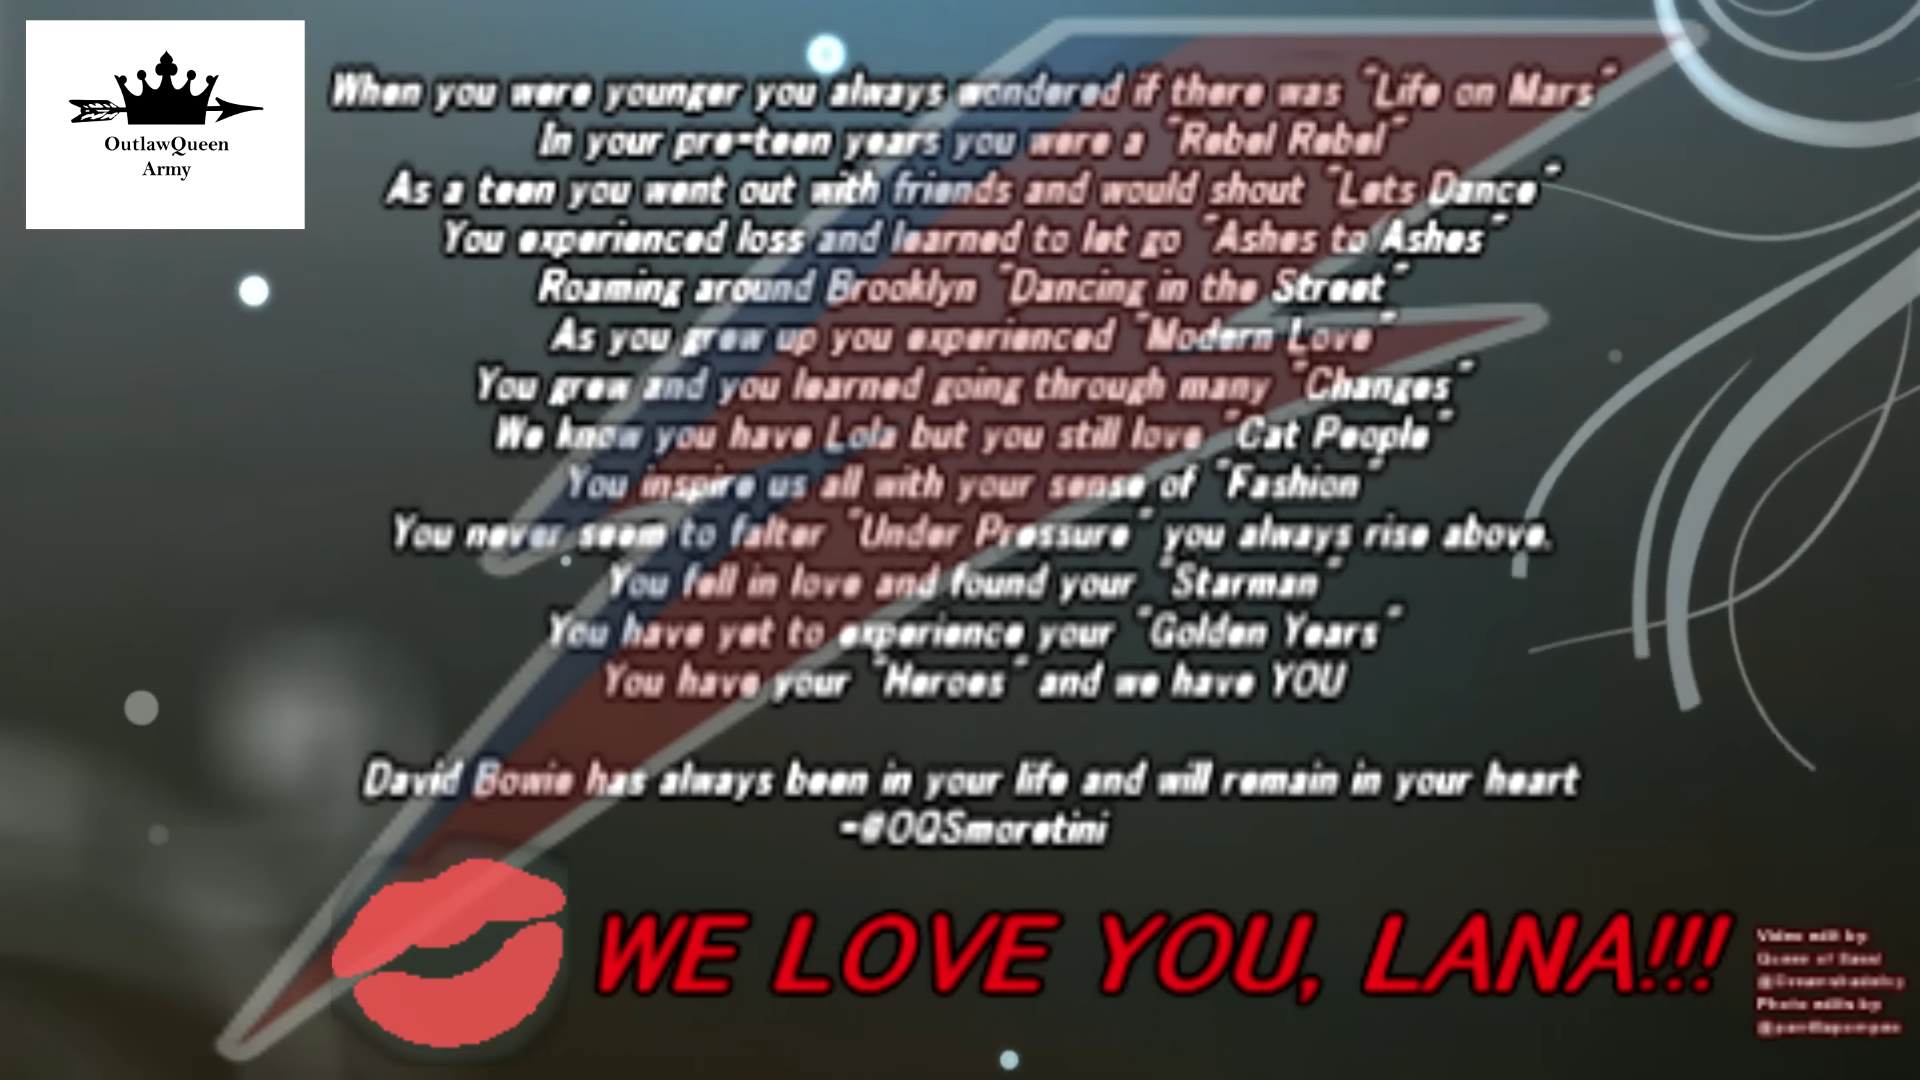 OutlawQueen
Army
When you were younger you always wondered if there was "Life on Mars"
In your pre-teen years you were a "Rebel Rebel"
As a teen you went out with friends and would shout "Lets Dance"
You experienced loss and learned to let go "Ashes to Ashes"
Roaming around Brooklyn "Dancing in the Street"
As you grew up you experienced "Modern Love"
You grew and you learned going through many "Changes"
We know you have Lola but you still love "Cat People"
You inspire us all with your sense of "Fashion"
You never seem to falter "Under Pressure" you always rise above.
You fell in love and found your "Starman"
You have yet to experience your "Golden Years"
You have your "Heroes" and we have YOU
David Bowie has always been in your life and will remain in your heart
-@OQSmoretini
WE LOVE YOU, LANA!!!
Video edit by:
Queen of
Photo edits by: